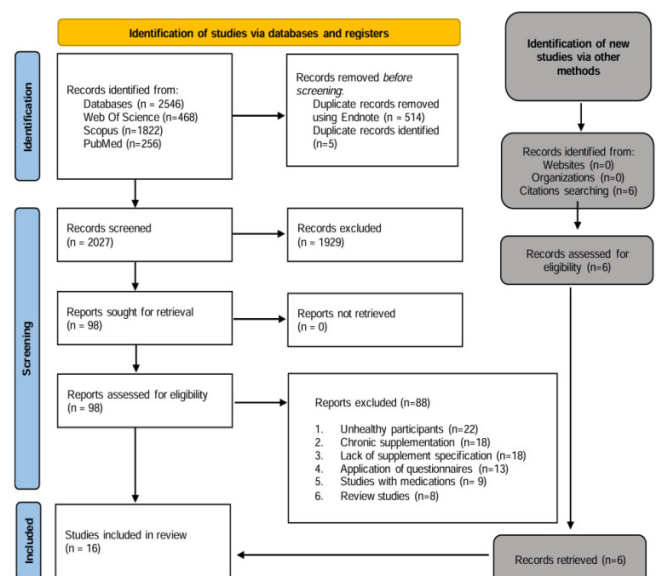 Identification of studies via databases and registers
Identification
Records identified from:
Databases (n = 2546)
Web Of Science (n=468)
Scopus (n=1822)
PubMed (n=256)
Records removed before
screening:
Duplicate records removed
using Endnote (n = 514)
Duplicate records identified
(n=5)
Screening
Records screened
(n = 2027)
Records excluded
(n = 1929)
Reports sought for retrieval
(n = 98)
Reports not retrieved
(n = 0)
Reports assessed for eligibility
(n = 98)
Reports excluded (n=88)
1. Unhealthy participants (n=22)
2. Chronic supplementation (n=18)
3. Lack of supplement specification (n=18)
4. Application of questionnaires (n=13)
5. Studies with medications (n= 9)
6. Review studies (n=8)
Included
Studies included in review
(n = 16)
Identification of new
studies via other
methods
Records identified from:
Websites (n=0)
Organizations (n=0)
Citations searching (n=6)
Records assessed for
eligibility (n=6)
Records retrieved (n=6)